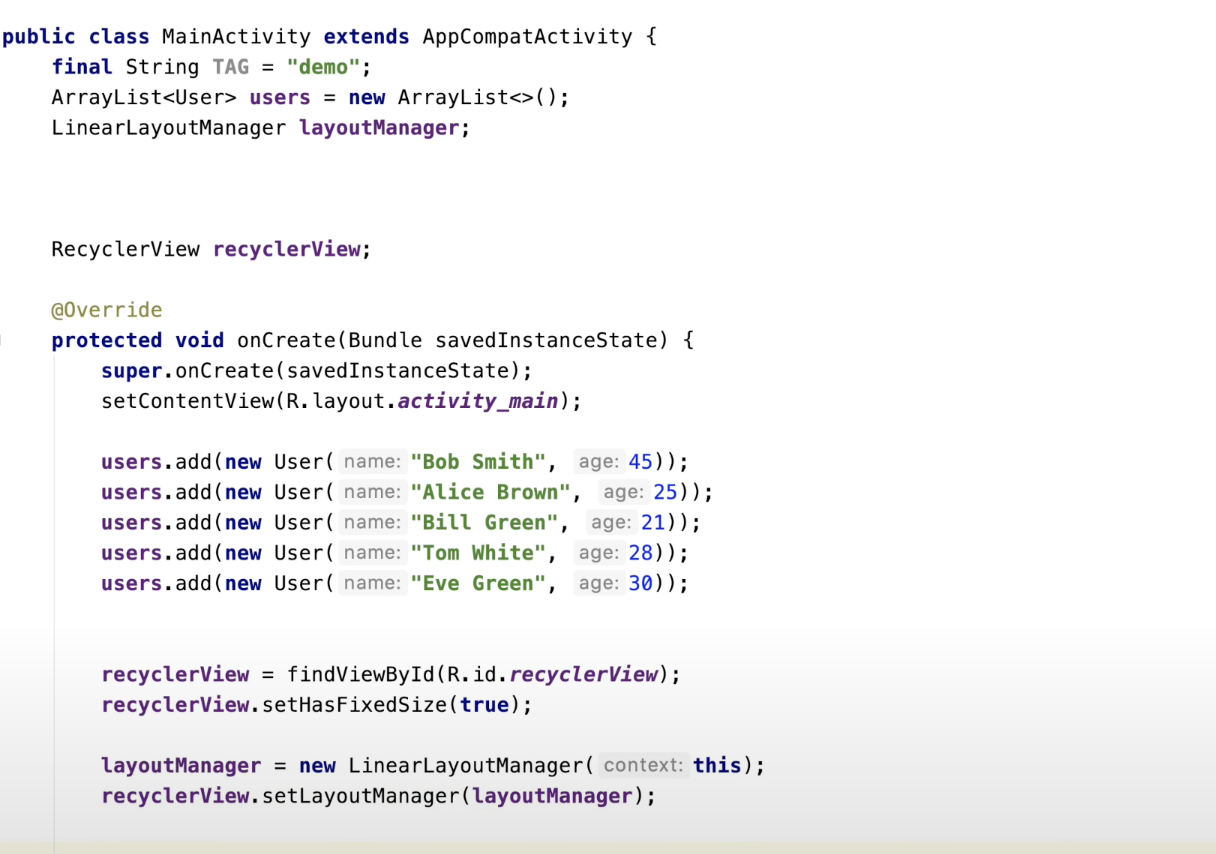 public class MainActivity extends AppCompatActivity {
final String TAG = "demo";
ArrayList<User> users = new ArrayList<>();
LinearLayoutManager layoutManager;
RecyclerView recyclerView;
@Override
protected void onCreate(Bundle savedInstanceState) {
super.onCreate(savedInstanceState);
setContentView(R.layout.activity_main);
users.add(new User( name: "Bob Smith", age: 45));
users.add(new User( name: "Alice Brown", age: 25));
users.add(new User( name: "Bill Green", age: 21));
users.add(new User( name: "Tom White", age: 28));
users.add(new User( name: "Eve Green", age: 30));
recyclerView = findViewById(R.id.recyclerView);
recyclerView.setHasFixedSize(true);
layoutManager = new LinearLayoutManager( context: this);
recyclerView.setLayoutManager(layoutManager);